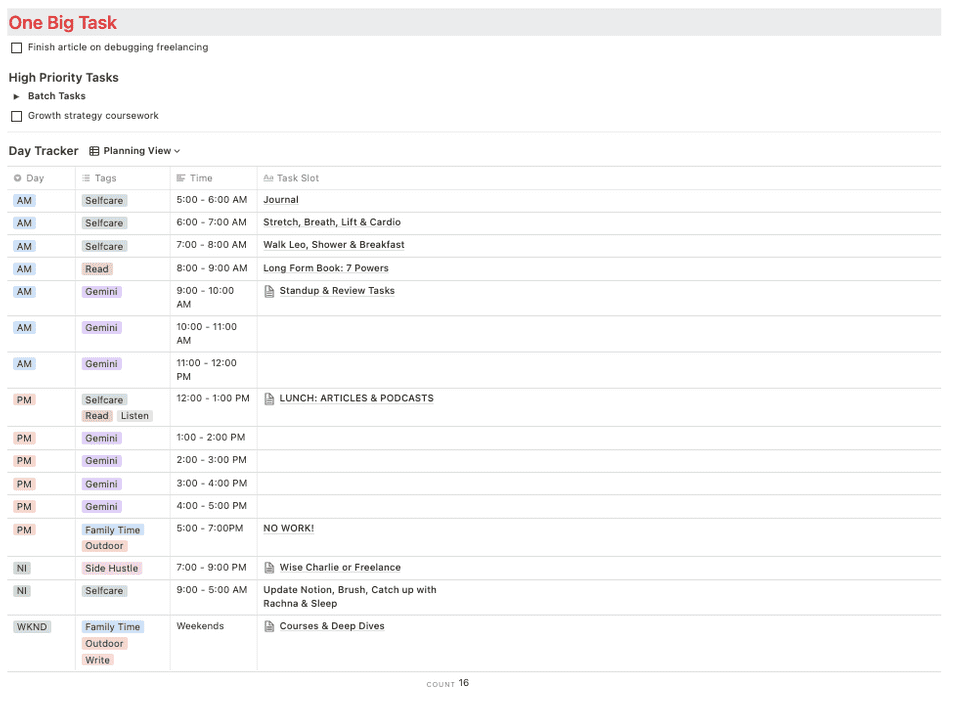 One Big Task
Finish article on debugging freelancing
High Priority Tasks
Batch Tasks
Growth strategy coursework
Day Tracker Planning View
Day Tags Time Aa Task Slot
AM Selfcare 5:00 - 6:00 AM Journal
AM Selfcare 6:00 - 7:00 AM Stretch, Breath, Lift & Cardio
AM Selfcare 7:00 - 8:00 AM Walk Leo, Shower & Breakfast
AM Read 8:00 - 9:00 AM Long Form Book: 7 Powers
AM Gemini 9:00 - 10:00 Standup & Review Tasks
AM
AM Gemini 10:00 - 11:00
AM
AM Gemini 11:00 - 12:00
PM
PM Selfcare 12:00 - 1:00 PM LUNCH: ARTICLES & PODCASTS
Read Listen
PM Gemini 1:00 - 2:00 PM
PM Gemini 2:00 - 3:00 PM
PM Gemini 3:00 - 4:00 PM
PM Gemini 4:00 - 5:00 PM
PM Family Time 5:00 - 7:00PM NO WORK!
Outdoor
NI Side Hustle 7:00 - 9:00 PM Wise Charlie or Freelance
NI Selfcare 9:00 - 5:00 AM Update Notion, Brush, Catch up with
Rachna & Sleep
WKND Family Time Weekends Courses & Deep Dives
Outdoor
Write
COUNT 16